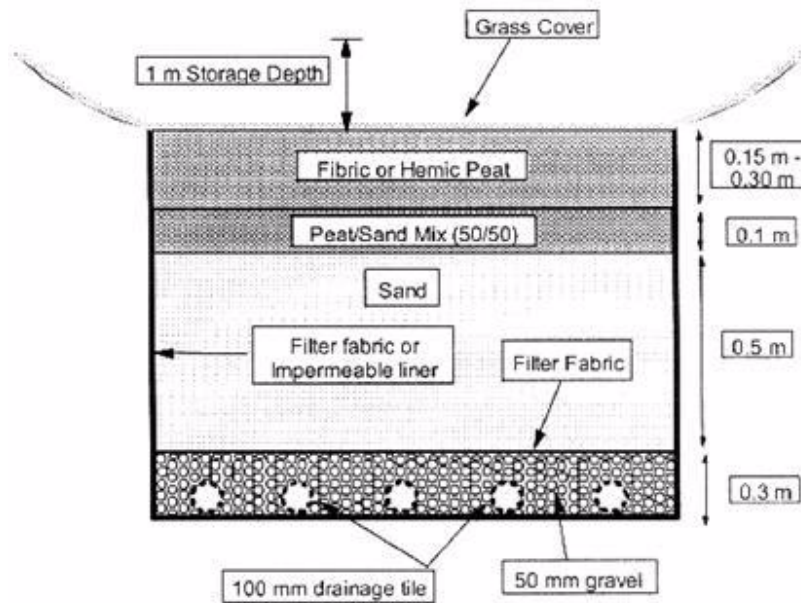 Grass Cover
1 m Storage Depth
Fibric or Hemic Peat
0.15 m -
0.30 m
Peat/Sand Mix (50/50)
0.1 m
Sand
Filter fabric or
Impermeable liner
Filter Fabric
0.5 m
0.3 m
100 mm drainage tile
50 mm gravel